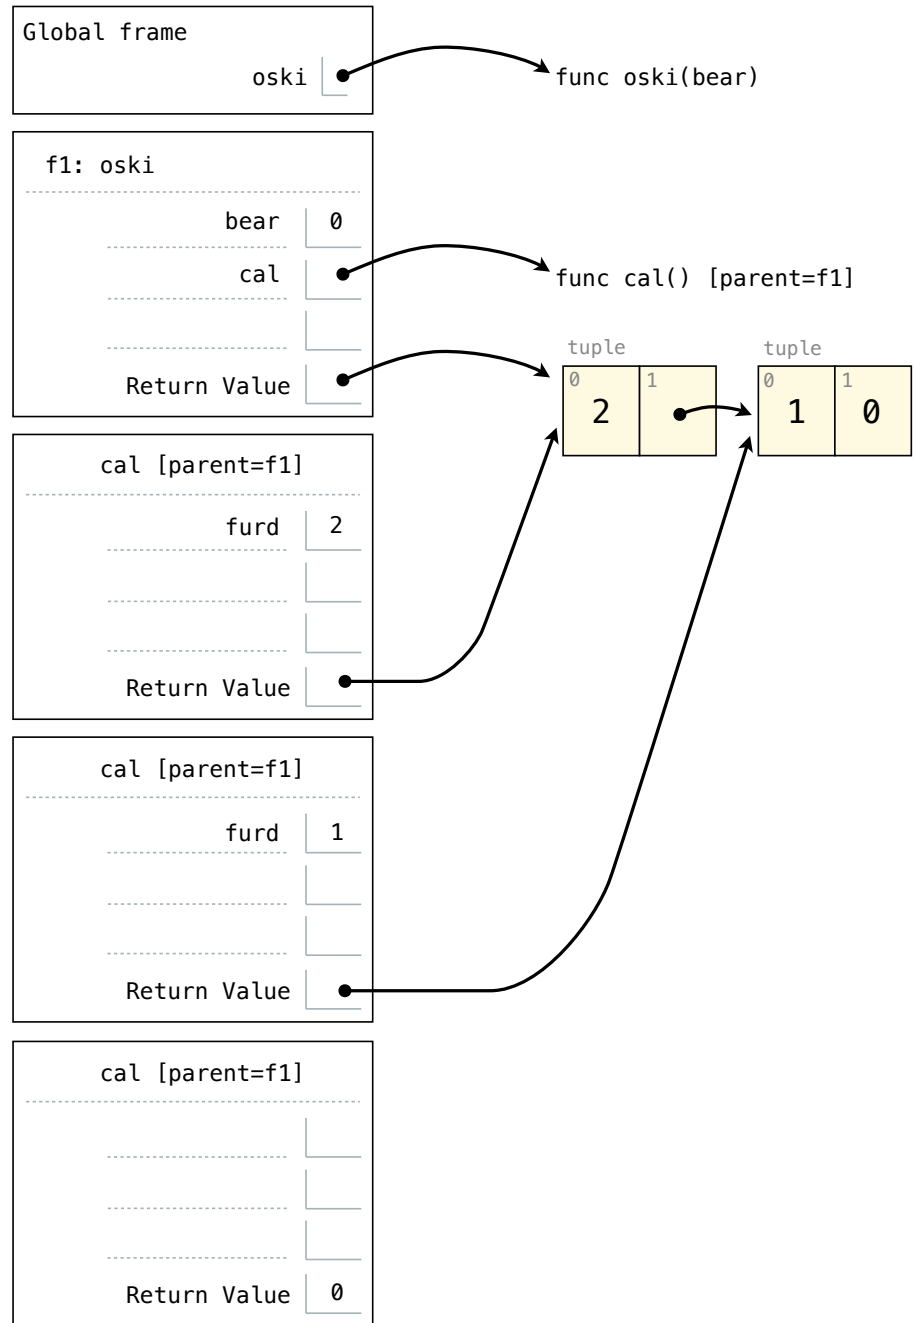 Global frame
oski
func oski(bear)
f1: oski
bear 0
cal
func cal() [parent=f1]
Return Value
tuple tuple
0 1 0 1
2 1 0
cal [parent=f1]
furd 2
Return Value
cal [parent=f1]
furd 1
Return Value
cal [parent=f1]
Return Value 0